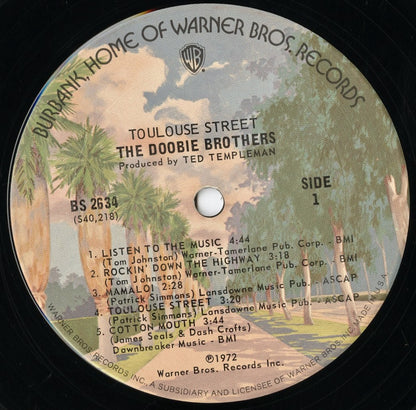 BURBANK, HOME OF WARNER BROS. RECORDS
WB
TOULOUSE STREET
THE DOOBIE BROTHERS
Produced by TED TEMPLEMAN
BS 2634
(S40,218)
SIDE
1
1. LISTEN TO THE MUSIC 4:44
(Tom Johnston) Warner-Tamerlane Pub. Corp. - BMI
2. ROCKIN' DOWN THE HIGHWAY 3:18
(Tom Johnston) Warner-Tamerlane Pub. Corp. - BMI
3. MAMALOI 2:28
(Patrick Simmons) Lansdowne Music Pub. - ASCAP
4. TOULOUSE STREET 3:20
(Patrick Simmons) Lansdowne Music Pub. - ASCAP
5. COTTON MOUTH 3:44
(James Seals & Dash Crofts)
Dawnbreaker Music - BMI
℗1972
Warner Bros. Records Inc.
WARNER BROS. RECORDS INC., A SUBSIDIARY AND LICENSEE OF WARNER BROS. INC. MADE IN U.S.A.